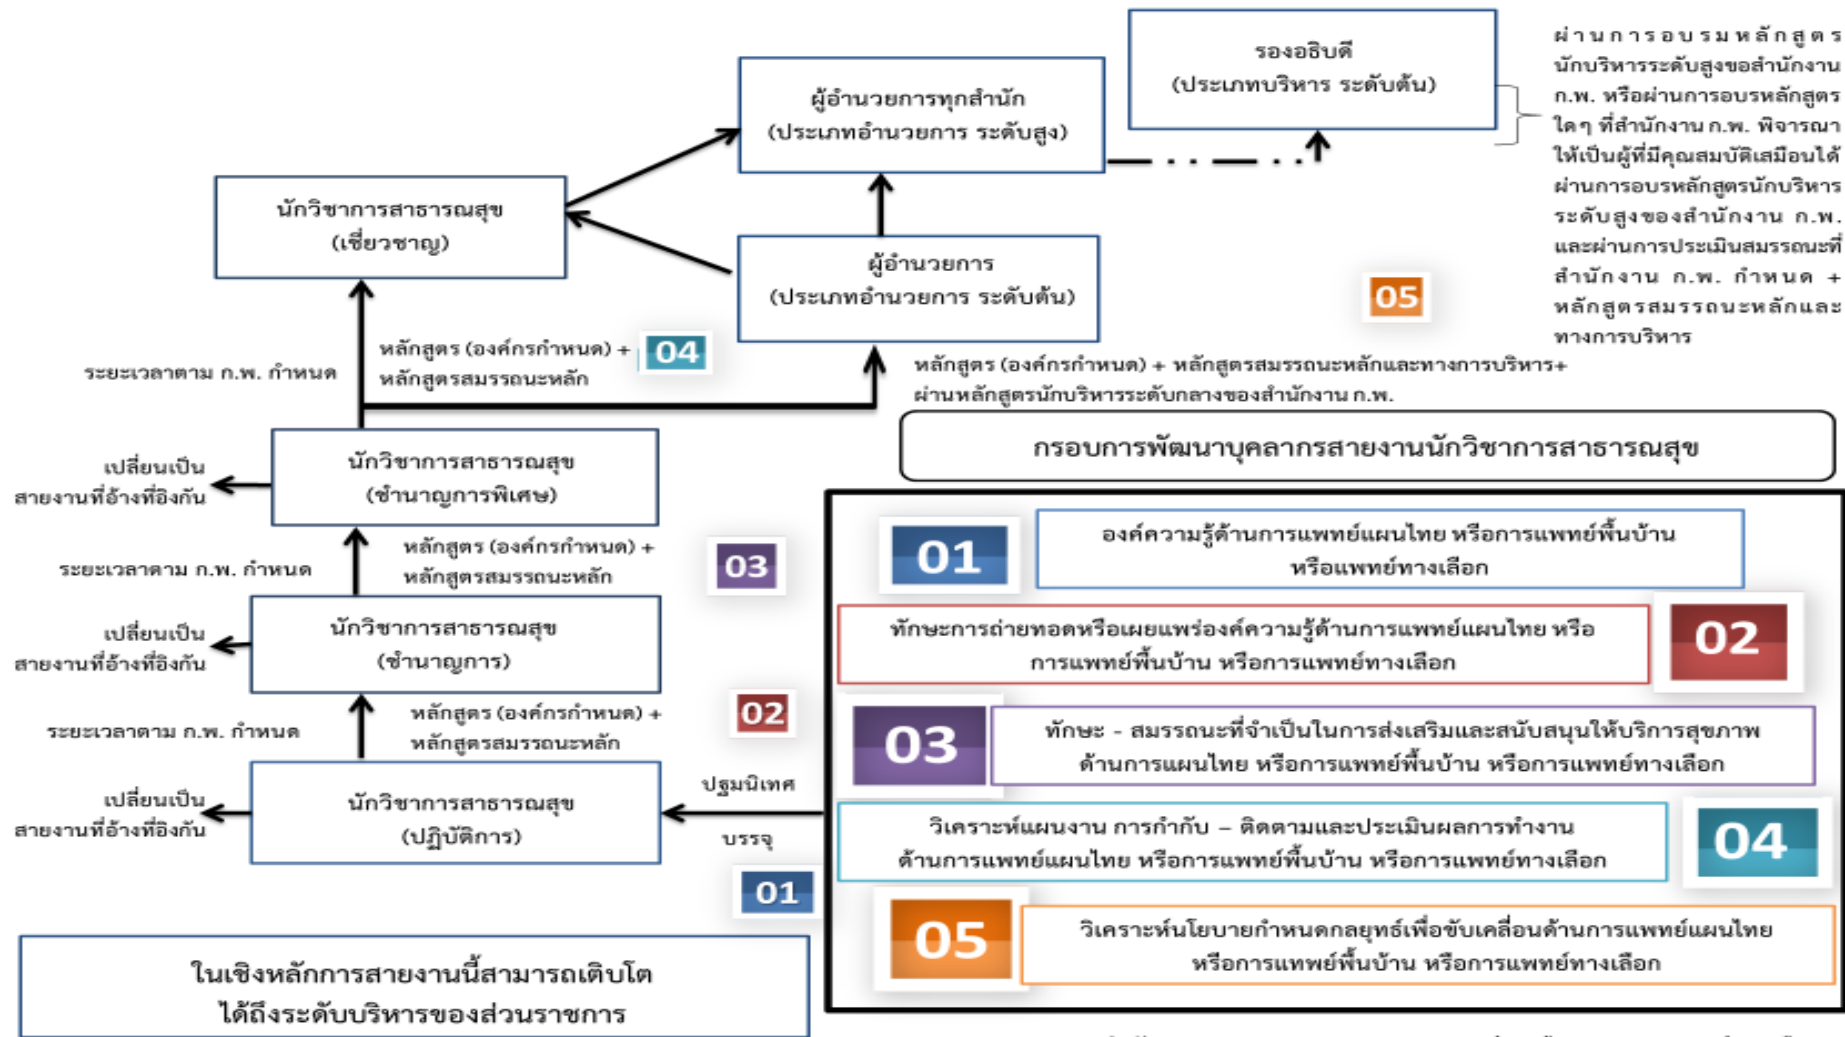 รองอธิบดี
(ประเภทบริหาร ระดับต้น)
ผ่านการอบรมหลักสูตร
นักบริหารระดับสูงขอสำนักงาน
ก.พ. หรือผ่านการอบรหลักสูตร
ใดๆ ที่สำนักงาน ก.พ. พิจารณา
ให้เป็นผู้ที่มีคุณสมบัติเสมือนได้
ผ่านการอบรหลักสูตรนักบริหาร
ระดับสูงของสำนักงาน ก.พ.
และผ่านการประเมินสมรรถนะที่
สำนักงาน ก.พ. กำหนด +
หลักสูตรสมรรถนะหลักและ
ทางการบริหาร
ผู้อำนวยการทุกสำนัก
(ประเภทอำนวยการ ระดับสูง)
นักวิชาการสาธารณสุข
(เชี่ยวชาญ)
ผู้อำนวยการ
(ประเภทอำนวยการ ระดับต้น)
05
ระยะเวลาตาม ก.พ. กำหนด
หลักสูตร (องค์กรกำหนด) +
หลักสูตรสมรรถนะหลัก
04
หลักสูตร (องค์กรกำหนด) + หลักสูตรสมรรถนะหลักและทางการบริหาร+
ผ่านหลักสูตรนักบริหารระดับกลางของสำนักงาน ก.พ.
กรอบการพัฒนาบุคลากรสายงานนักวิชาการสาธารณสุข
เปลี่ยนเป็น
สายงานที่อ้างที่อิงกัน
นักวิชาการสาธารณสุข
(ชำนาญการพิเศษ)
ระยะเวลาตาม ก.พ. กำหนด
หลักสูตร (องค์กรกำหนด) +
หลักสูตรสมรรถนะหลัก
03
เปลี่ยนเป็น
สายงานที่อ้างที่อิงกัน
นักวิชาการสาธารณสุข
(ชำนาญการ)
ระยะเวลาตาม ก.พ. กำหนด
หลักสูตร (องค์กรกำหนด) +
หลักสูตรสมรรถนะหลัก
02
เปลี่ยนเป็น
สายงานที่อ้างที่อิงกัน
นักวิชาการสาธารณสุข
(ปฏิบัติการ)
ปฐมนิเทศ
บรรจุ
01
01
องค์ความรู้ด้านการแพทย์แผนไทย หรือการแพทย์พื้นบ้าน
หรือแพทย์ทางเลือก
ทักษะการถ่ายทอดหรือเผยแพร่องค์ความรู้ด้านการแพทย์แผนไทย หรือ
การแพทย์พื้นบ้าน หรือการแพทย์ทางเลือก
02
03
ทักษะ - สมรรถนะที่จำเป็นในการส่งเสริมและสนับสนุนให้บริการสุขภาพ
ด้านการแผนไทย หรือการแพทย์พื้นบ้าน หรือการแพทย์ทางเลือก
วิเคราะห์แผนงาน การกำกับ – ติดตามและประเมินผลการทำงาน
ด้านการแพทย์แผนไทย หรือการแพทย์พื้นบ้าน หรือการแพทย์ทางเลือก
04
05
วิเคราะห์นโยบายกำหนดกลยุทธ์เพื่อขับเคลื่อนด้านการแพทย์แผนไทย
หรือการแทพย์พื้นบ้าน หรือการแพทย์ทางเลือก
ในเชิงหลักการสายงานนี้สามารถเติบโต
ได้ถึงระดับบริหารของส่วนราชการ